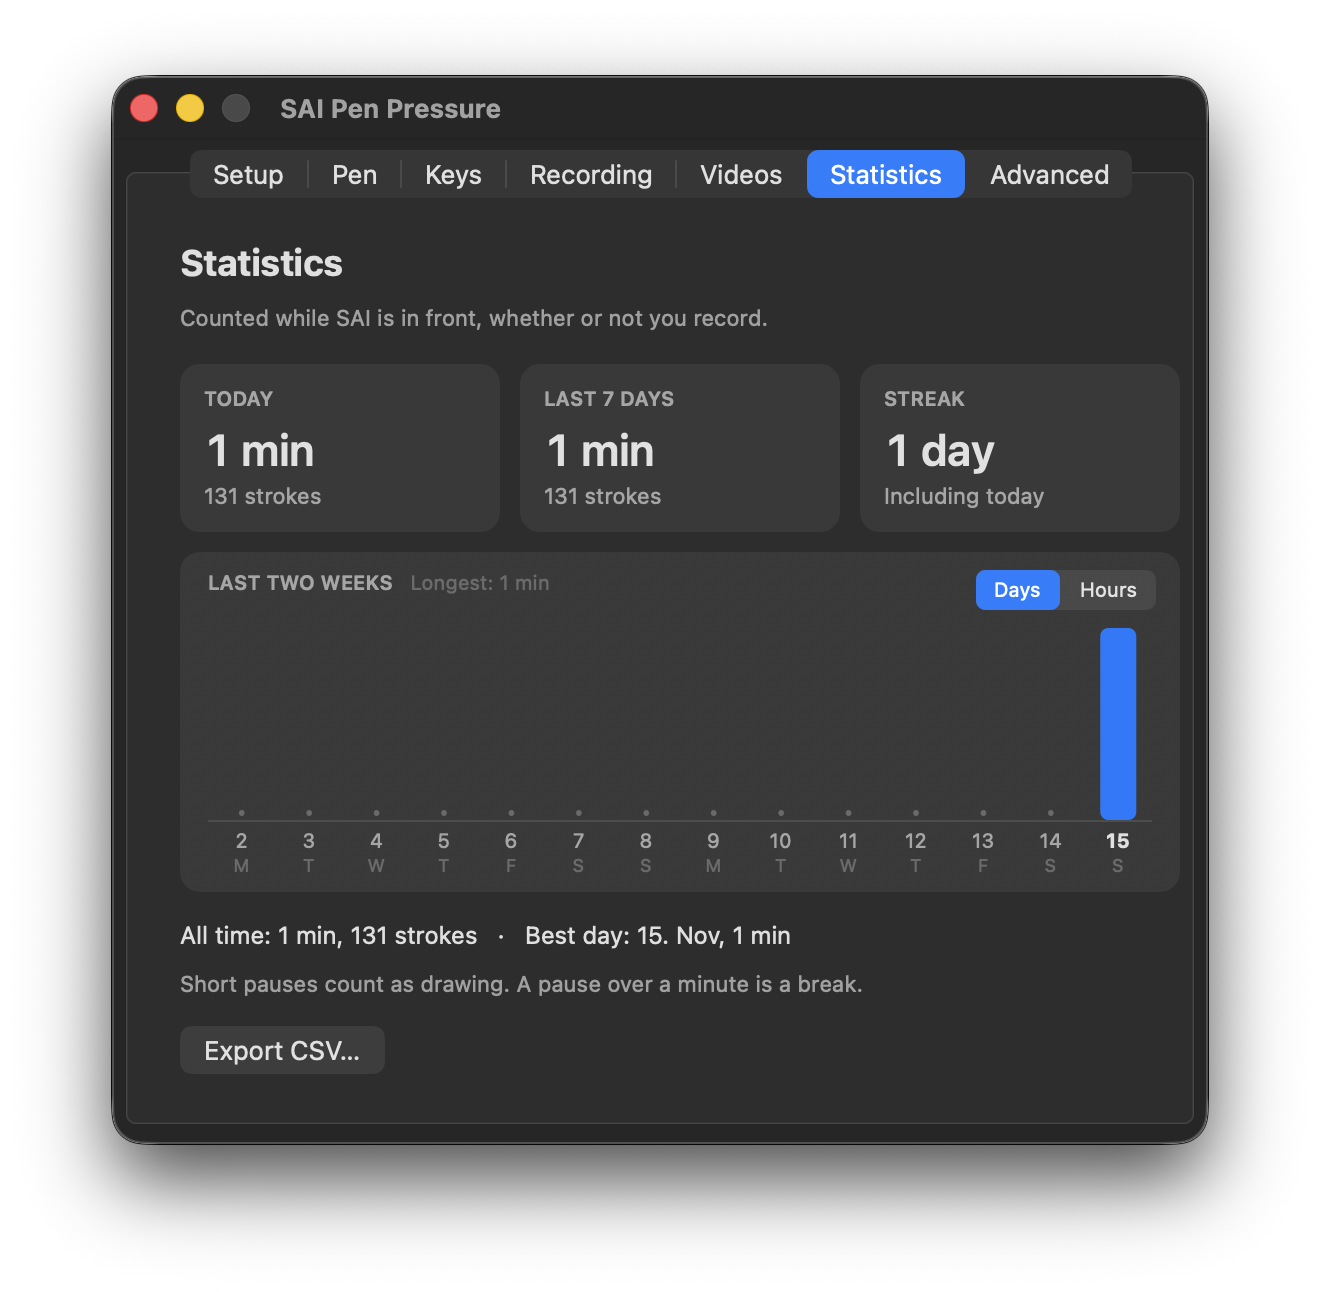 SAI Pen Pressure
Setup Pen Keys Recording Videos Statistics Advanced
Statistics
Counted while SAI is in front, whether or not you record.
TODAY LAST 7 DAYS STREAK
1 min 1 min 1 day
131 strokes 131 strokes Including today
LAST TWO WEEKS Longest: 1 min Days Hours
2 3 4 5 6 7 8 9 10 11 12 13 14 15
M T W T F S S M T W T F S S
All time: 1 min, 131 strokes · Best day: 15. Nov, 1 min
Short pauses count as drawing. A pause over a minute is a break.
Export CSV...